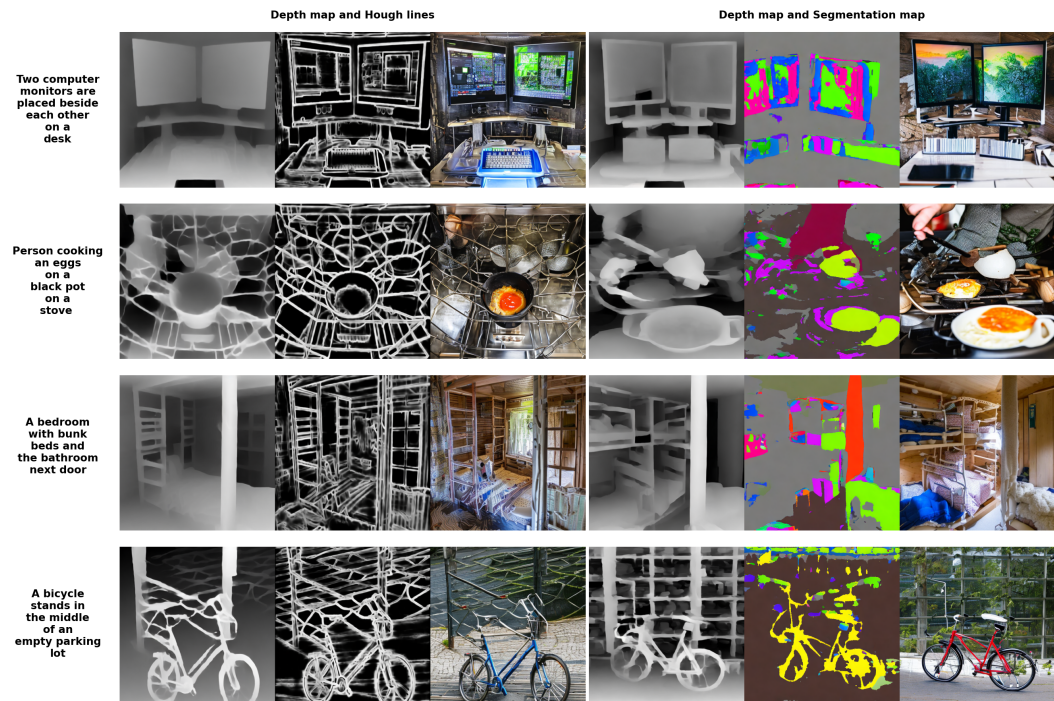 Depth map and Hough lines
Depth map and Segmentation map
Two computer
monitors are
placed beside
each other
on a
desk
Person cooking
an eggs
on a
black pot
on a
stove
A bedroom
with bunk
beds and
the bathroom
next door
A bicycle
stands in
the middle
of an
empty parking
lot